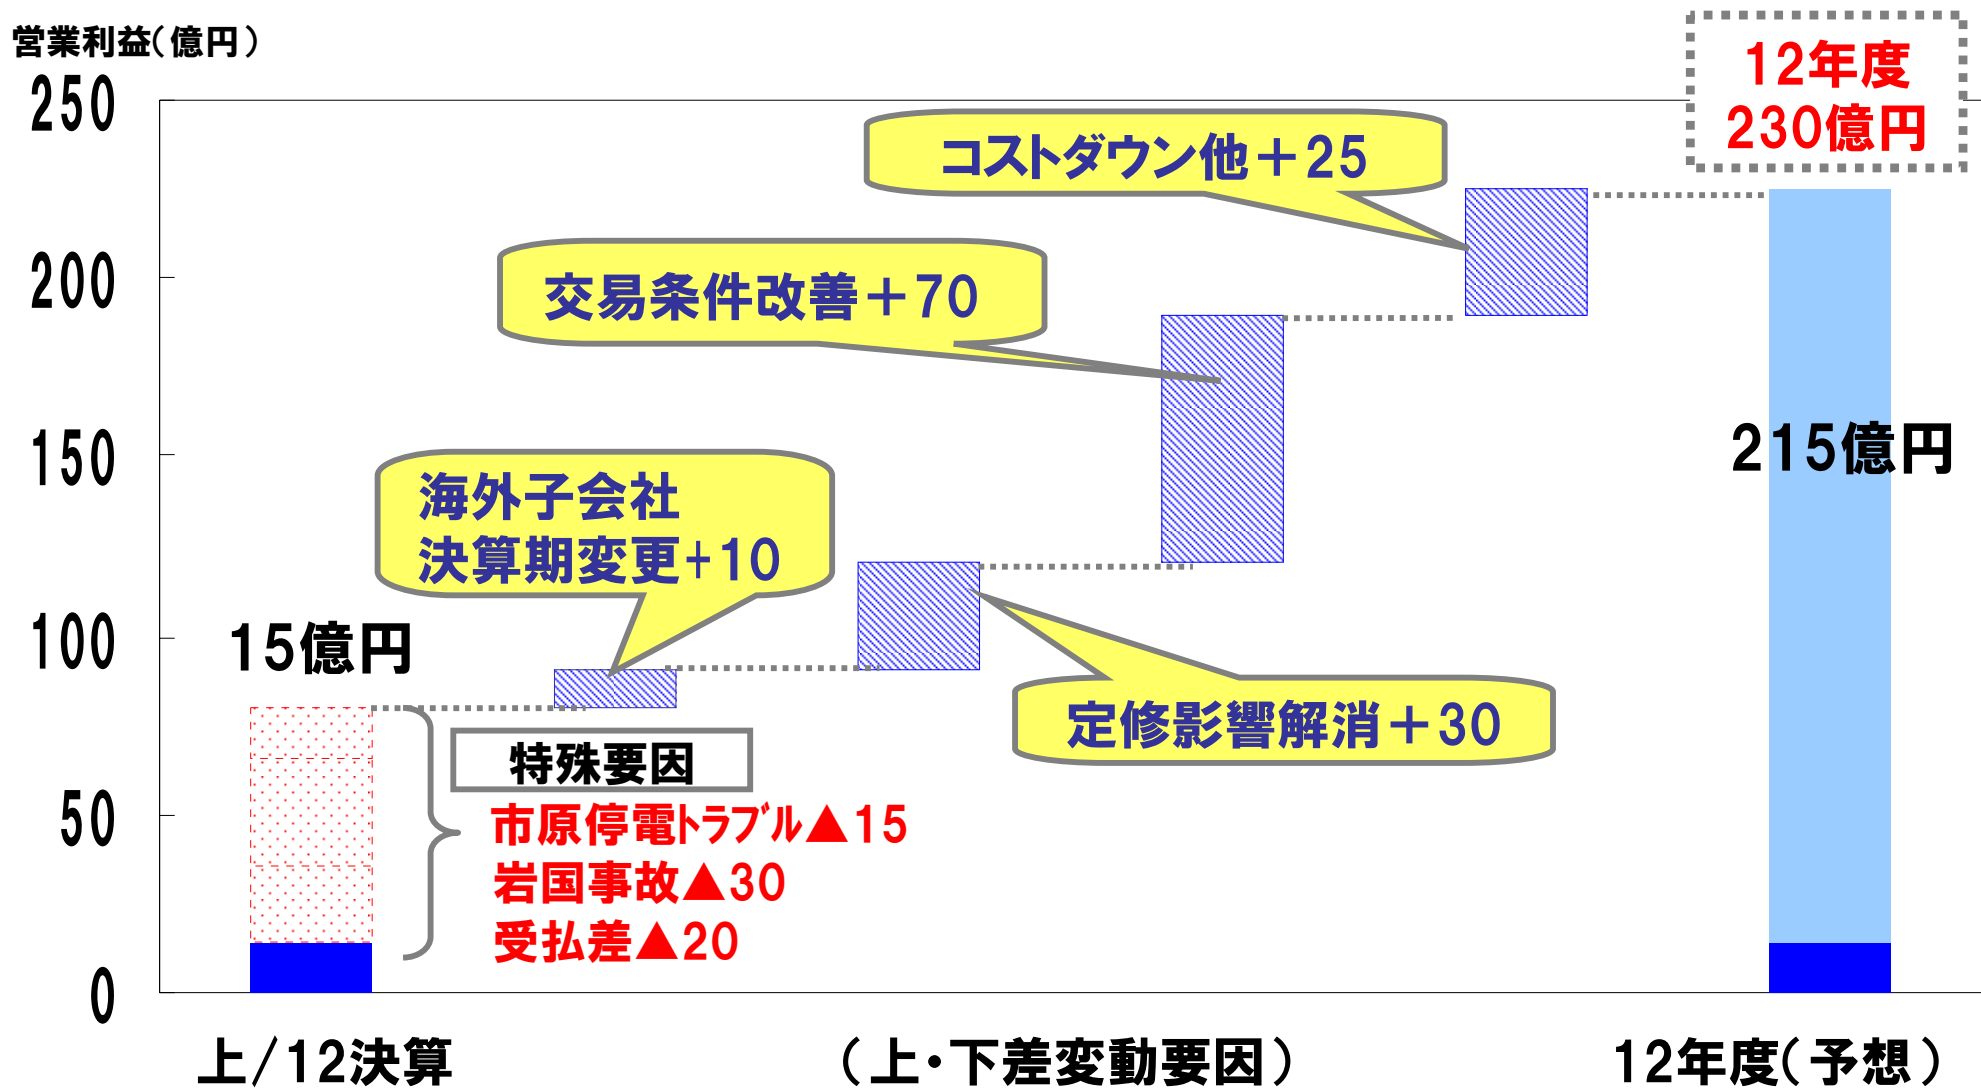 営業利益(億円)
250
200
150
100
50
0
12年度
230億円
コストダウン他+25
交易条件改善+70
海外子会社
決算期変更+10
定修影響解消+30
15億円
215億円
特殊要因
市原停電トラブル▲15
岩国事故▲30
受払差▲20
上/12決算
(上・下差変動要因)
12年度(予想)